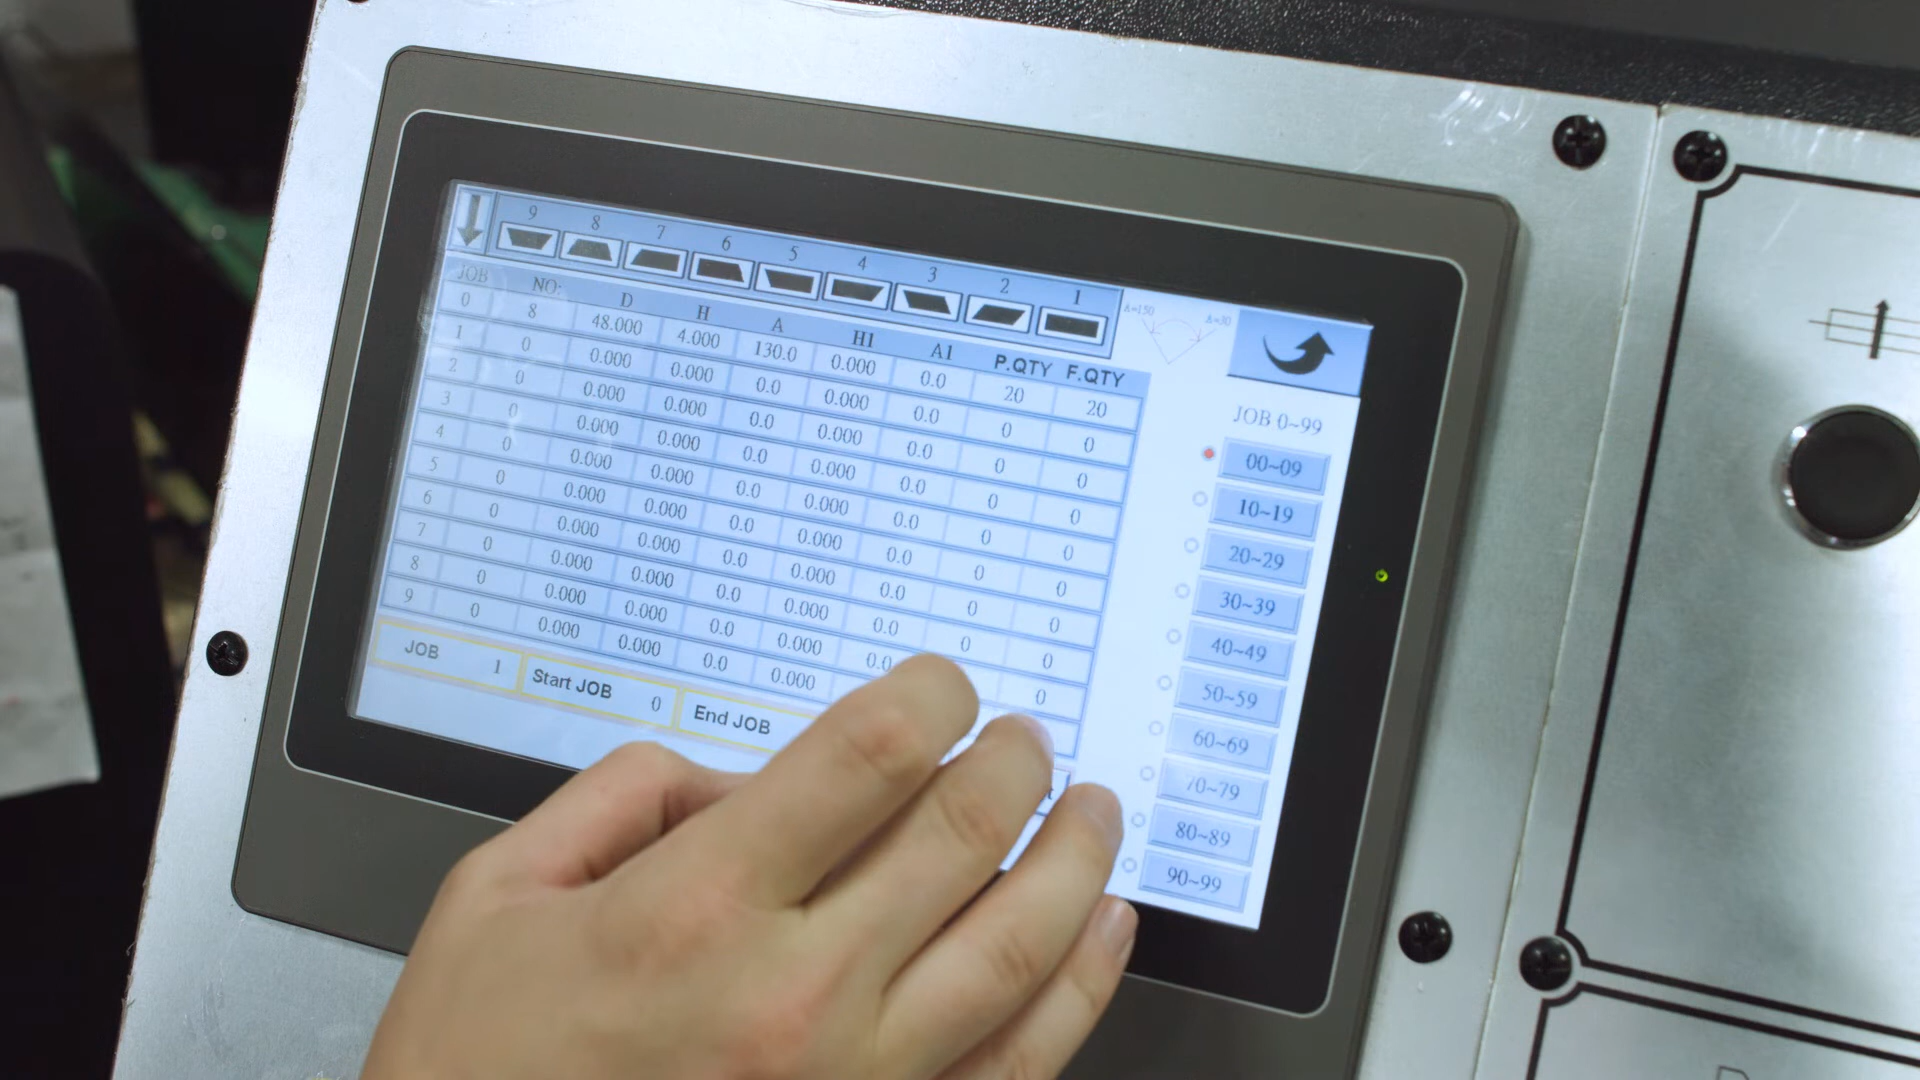 9 8 7 6 5 4 3 2 1
A=150 A=30
JOB NO: D H A H1 A1 P.QTY F.QTY
0 8 48.000 4.000 130.0 0.000 0.0 20 20
1 0 0.000 0.000 0.0 0.000 0.0 0 0
2 0 0.000 0.000 0.0 0.000 0.0 0 0
3 0 0.000 0.000 0.0 0.000 0.0 0 0
4 0 0.000 0.000 0.0 0.000 0.0 0 0
5 0 0.000 0.000 0.0 0.000 0.0 0 0
6 0 0.000 0.000 0.0 0.000 0.0 0 0
7 0 0.000 0.000 0.0 0.000 0.0 0 0
8 0 0.000 0.000 0.0 0.000 0.0 0
9 0 0.000 0.000 0.0 0.000
JOB 1 Start JOB 0 End JOB
JOB 0~99
00~09
10~19
20~29
30~39
40~49
50~59
60~69
70~79
80~89
90~99